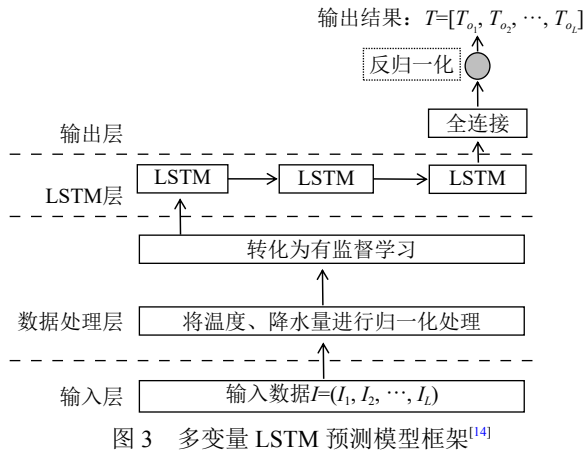 输出结果：T=[T_{o_1}, T_{o_2}, ···, T_{o_L}]
反归一化
全连接
输出层
LSTM LSTM LSTM
LSTM层
转化为有监督学习
数据处理层 将温度、降水量进行归一化处理
输入层 输入数据I=(I_1, I_2, ···, I_L)
图 3 多变量 LSTM 预测模型框架[14]